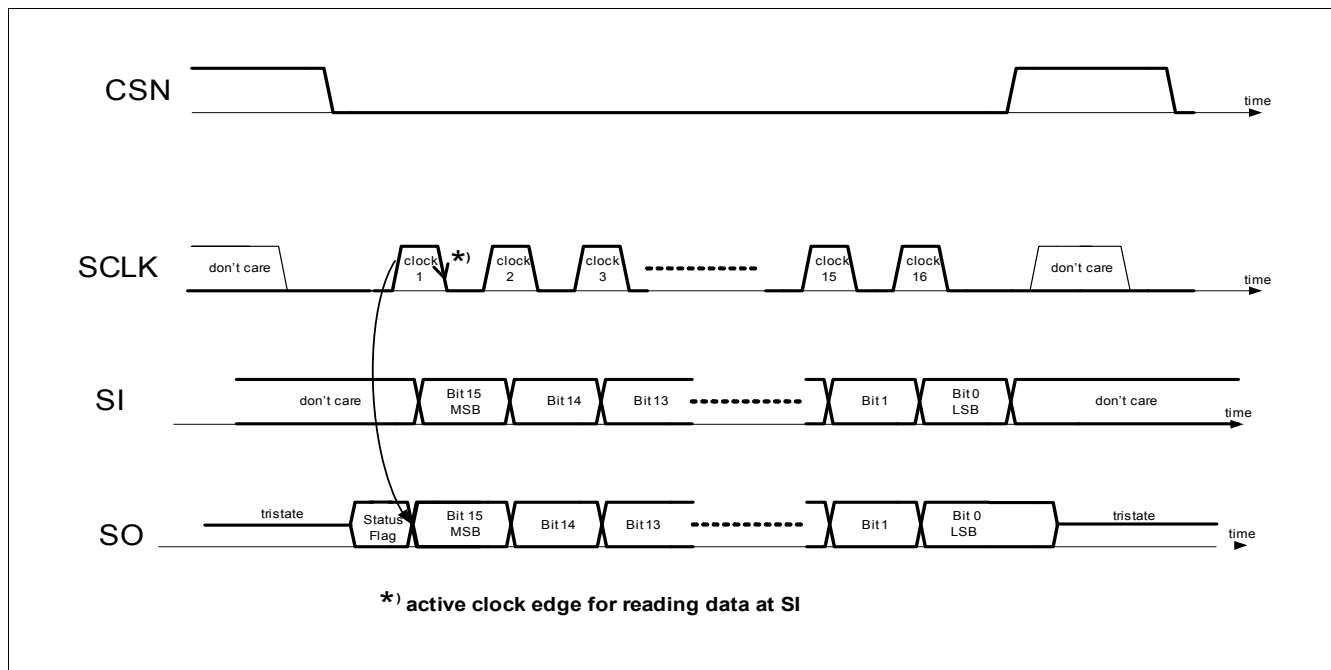 CSN
time
SCLK
don't care
clock
1
*)
clock
2
clock
3
clock
15
clock
16
don't care
time
SI
don't care
Bit 15
MSB
Bit 14
Bit 13
Bit 1
Bit 0
LSB
don't care
time
SO
tristate
Status
Flag
Bit 15
MSB
Bit 14
Bit 13
Bit 1
Bit 0
LSB
tristate
time
*) active clock edge for reading data at SI